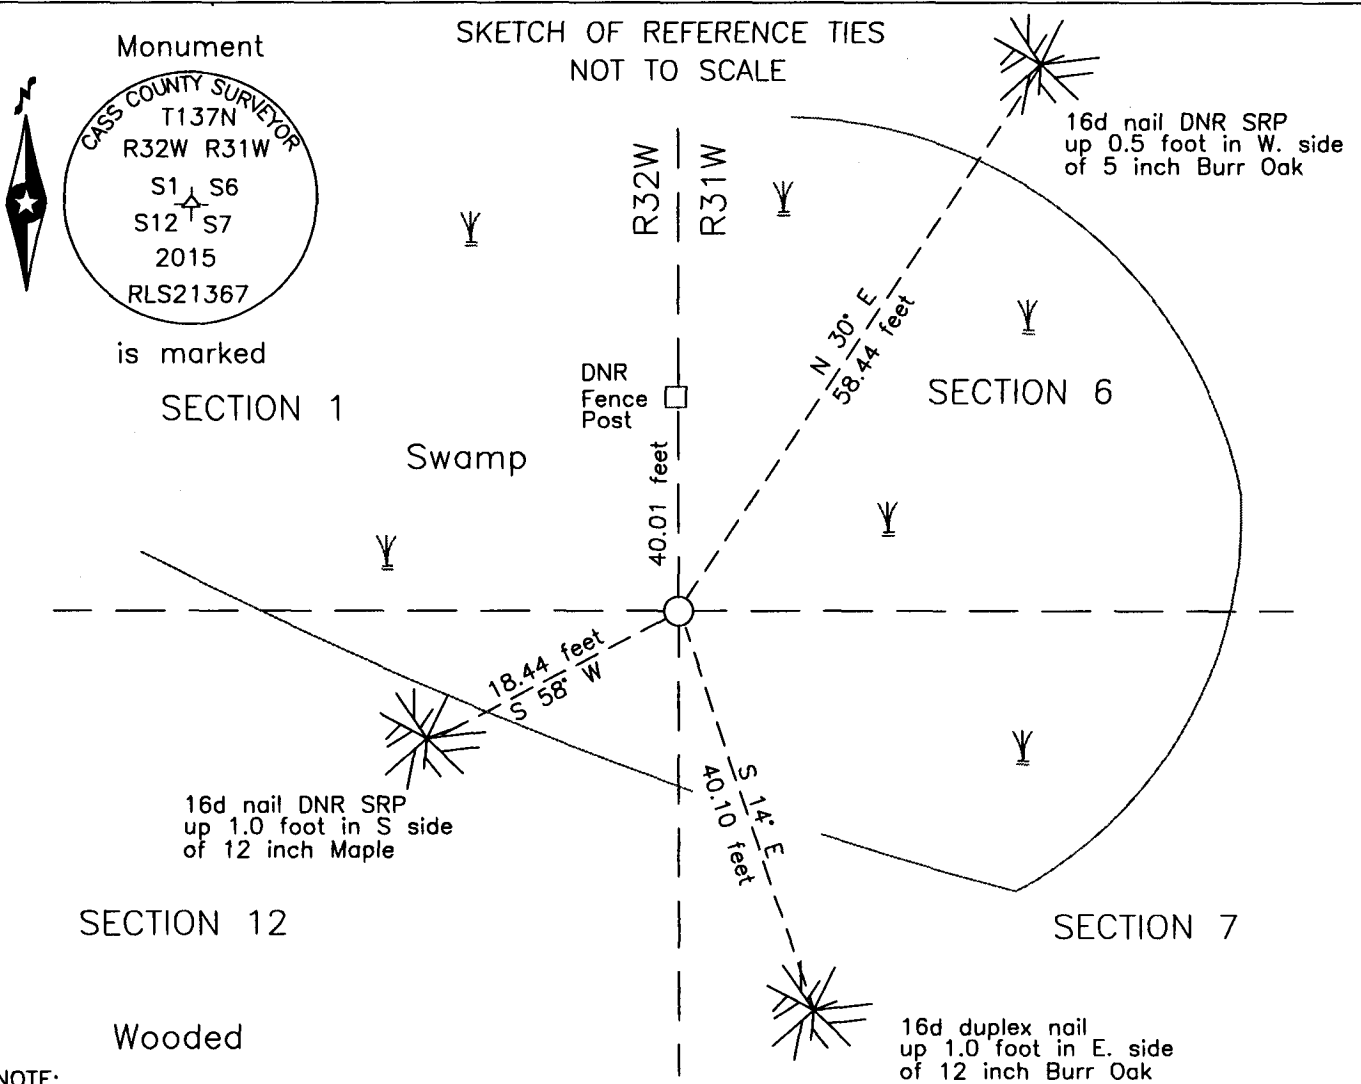 SKETCH OF REFERENCE TIES
NOT TO SCALE
Monument
N
CASS COUNTY SURVEYOR
T137N
R32W R31W
S1 S6
S12 S7
2015
RLS21367
is marked
R32W
R31W
16d nail DNR SRP
up 0.5 foot in W. side
of 5 inch Burr Oak
N 30° E
58.44 feet
DNR
Fence
Post
40.01 feet
SECTION 1
SECTION 6
Swamp
18.44 feet
S 58° W
S 14° E
40.10 feet
16d nail DNR SRP
up 1.0 foot in S side
of 12 inch Maple
SECTION 12
SECTION 7
Wooded
16d duplex nail
up 1.0 foot in E. side
of 12 inch Burr Oak
NOTE: